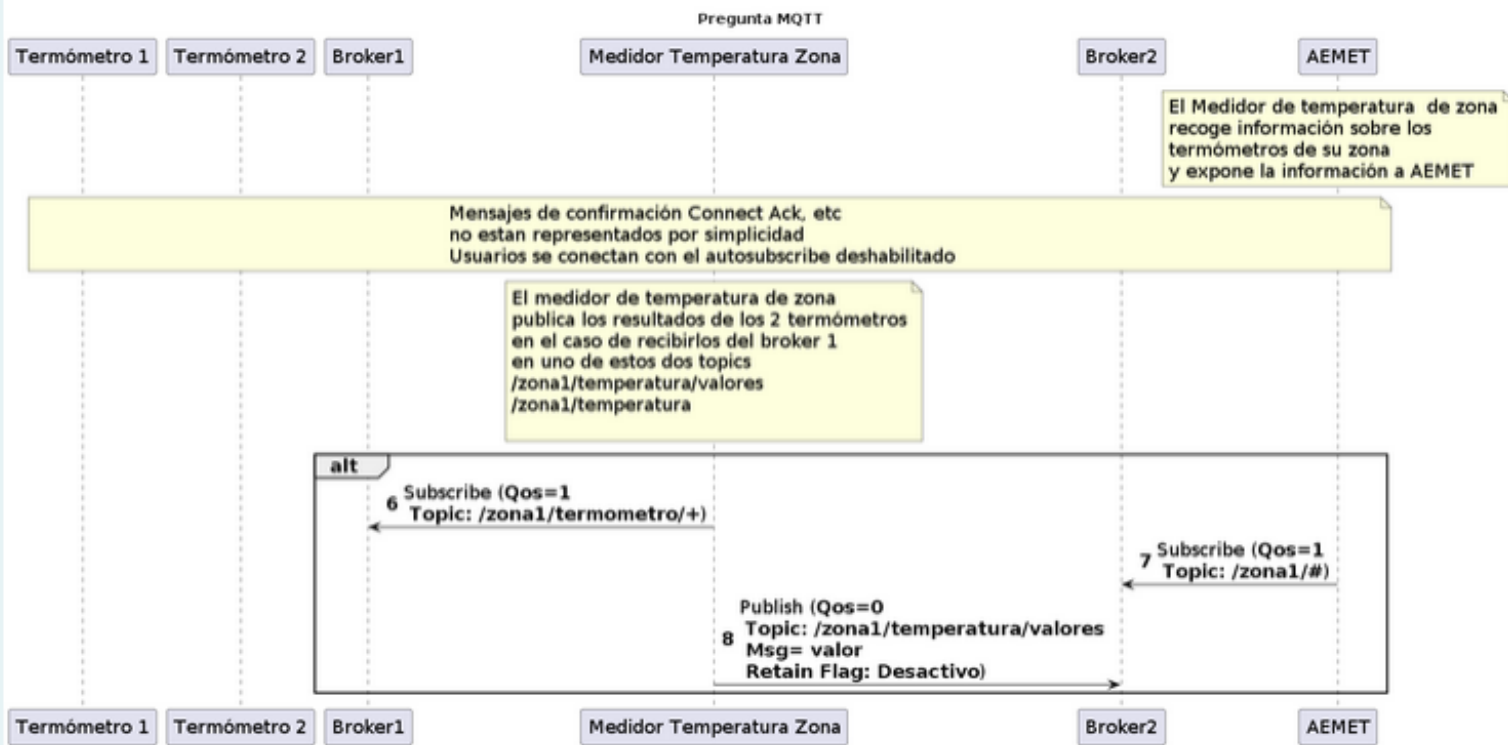 Pregunta MQTT
Termómetro 1
Termómetro 2
Broker1
Medidor Temperatura Zona
Broker2
AEMET
El Medidor de temperatura  de zona
recoge información sobre los
termómetros de su zona
y expone la información a AEMET
Mensajes de confirmación Connect Ack, etc
no estan representados por simplicidad
Usuarios se conectan con el autosubscribe deshabilitado
El medidor de temperatura de zona
publica los resultados de los 2 termómetros
en el caso de recibirlos del broker 1
en uno de estos dos topics
/zona1/temperatura/valores
/zona1/temperatura
alt
6
Subscribe (Qos=1
Topic: /zona1/termometro/+)
7
Subscribe (Qos=1
Topic: /zona1/#)
8
Publish (Qos=0
Topic: /zona1/temperatura/valores
Msg= valor
Retain Flag: Desactivo)
Termómetro 1
Termómetro 2
Broker1
Medidor Temperatura Zona
Broker2
AEMET